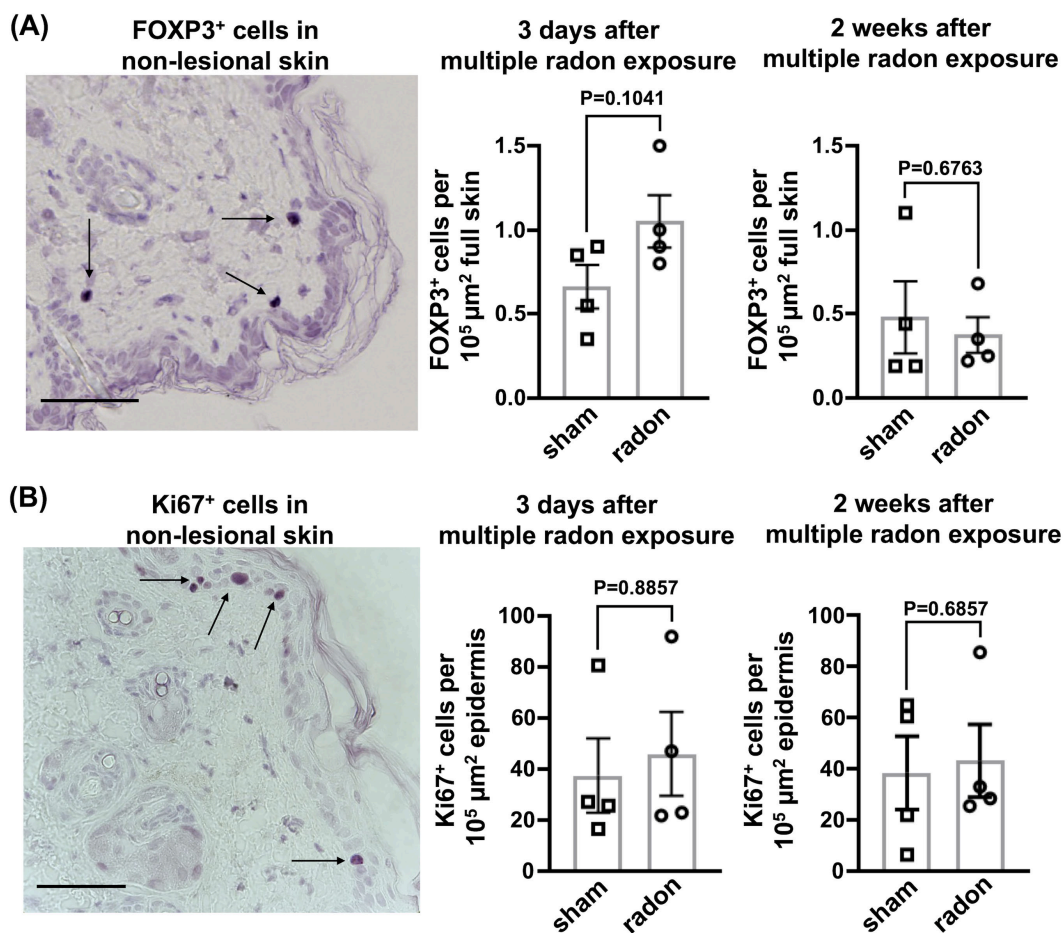 (A)
FOXP3⁺ cells in
non-lesional skin
3 days after
multiple radon exposure
P=0.1041
FOXP3⁺ cells per
10⁵ µm² full skin
1.5
1.0
0.5
0.0
sham
radon
2 weeks after
multiple radon exposure
P=0.6763
FOXP3⁺ cells per
10⁵ µm² full skin
1.5
1.0
0.5
0.0
sham
radon
(B)
Ki67⁺ cells in
non-lesional skin
3 days after
multiple radon exposure
P=0.8857
Ki67⁺ cells per
10⁵ µm² epidermis
100
80
60
40
20
0
sham
radon
2 weeks after
multiple radon exposure
P=0.6857
Ki67⁺ cells per
10⁵ µm² epidermis
100
80
60
40
20
0
sham
radon